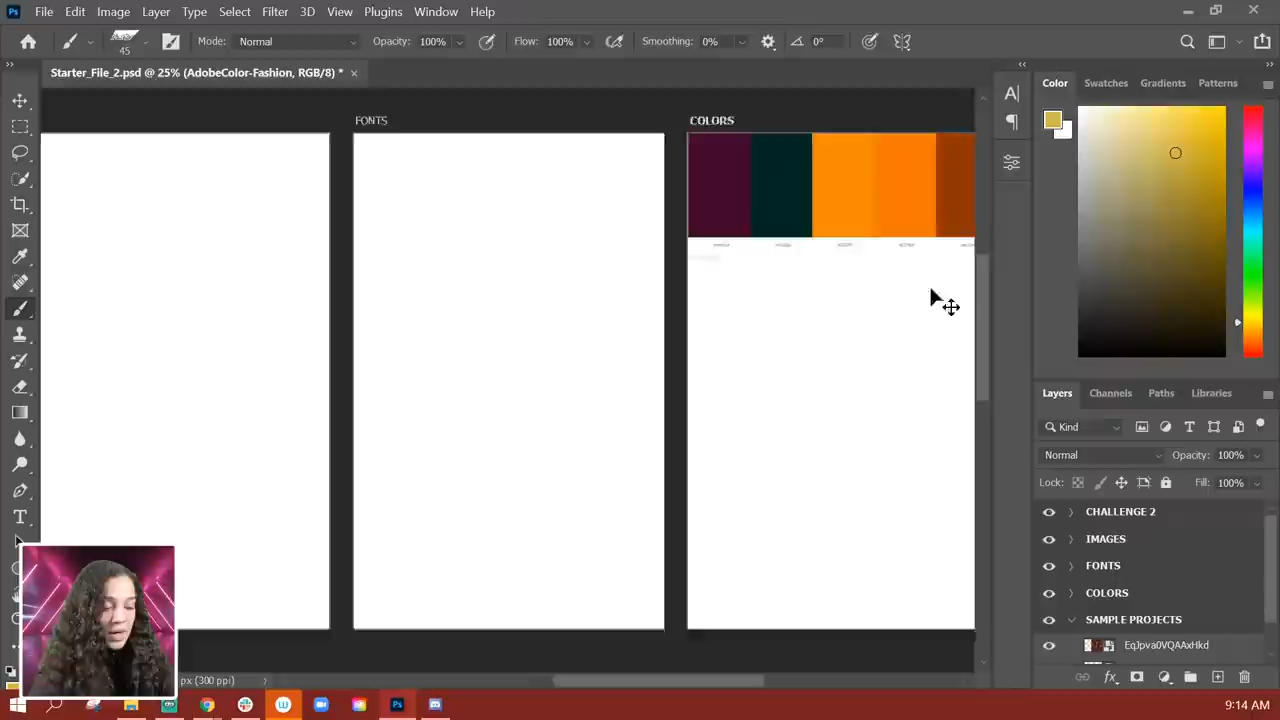 Ps File Edit Image Layer Type Select Filter 3D View Plugins Window Help
45 Mode: Normal Opacity: 100% Flow: 100% Smoothing: 0% 0°
Starter_File_2.psd @ 25% (AdobeColor-Fashion, RGB/8) *
FONTS
COLORS
px (300 ppi)
Color Swatches Gradients Patterns
Layers Channels Paths Libraries
Kind
Normal Opacity: 100%
Lock: Fill: 100%
CHALLENGE 2
IMAGES
FONTS
COLORS
SAMPLE PROJECTS
EqJpva0VQAAxHkd
Ps
9:14 AM